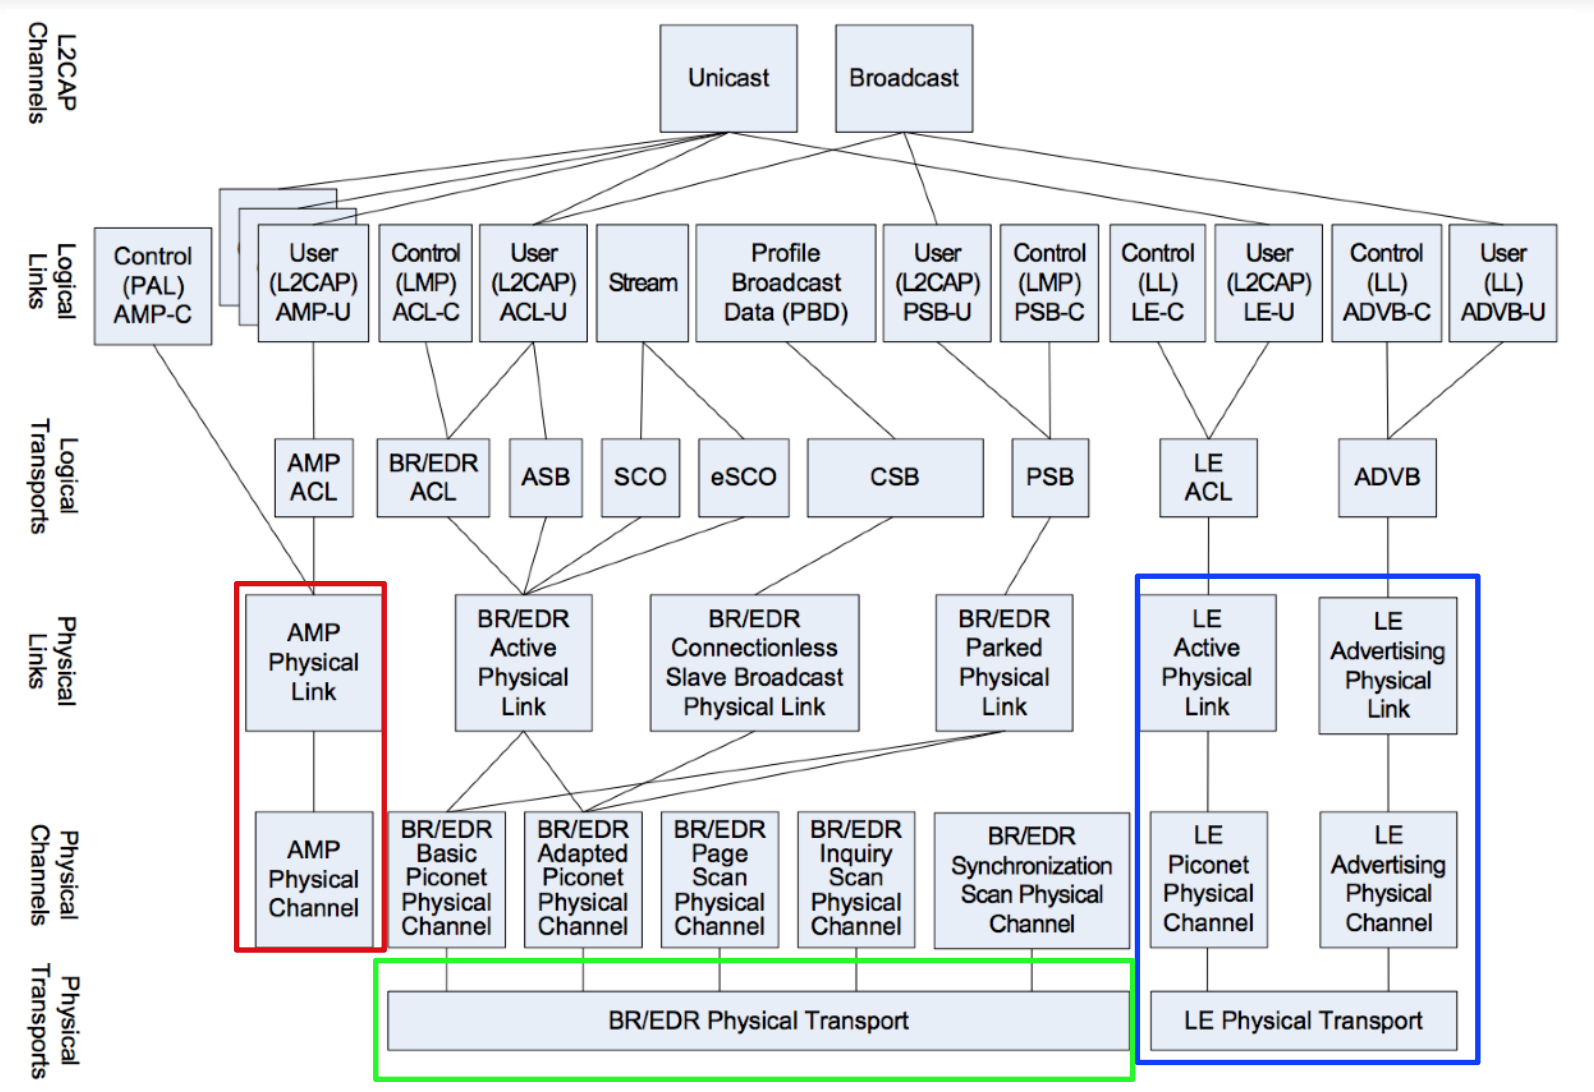 L2CAP
Channels
Unicast
Broadcast
Logical
Links
Control
(PAL)
AMP-C
User
(L2CAP)
AMP-U
Control
(LMP)
ACL-C
User
(L2CAP)
ACL-U
Stream
Profile
Broadcast
Data (PBD)
User
(L2CAP)
PSB-U
Control
(LMP)
PSB-C
Control
(LL)
LE-C
User
(L2CAP)
LE-U
Control
(LL)
ADVB-C
User
(LL)
ADVB-U
Logical
Transports
AMP
ACL
BR/EDR
ACL
ASB
SCO
eSCO
CSB
PSB
LE
ACL
ADVB
Physical
Links
AMP
Physical
Link
BR/EDR
Active
Physical
Link
BR/EDR
Connectionless
Slave Broadcast
Physical Link
BR/EDR
Parked
Physical
Link
LE
Active
Physical
Link
LE
Advertising
Physical
Link
Physical
Channels
AMP
Physical
Channel
BR/EDR
Basic
Piconet
Physical
Channel
BR/EDR
Adapted
Piconet
Physical
Channel
BR/EDR
Page
Scan
Physical
Channel
BR/EDR
Inquiry
Scan
Physical
Channel
BR/EDR
Synchronization
Scan Physical
Channel
LE
Piconet
Physical
Channel
LE
Advertising
Physical
Channel
Physical
Transports
BR/EDR Physical Transport
LE Physical Transport